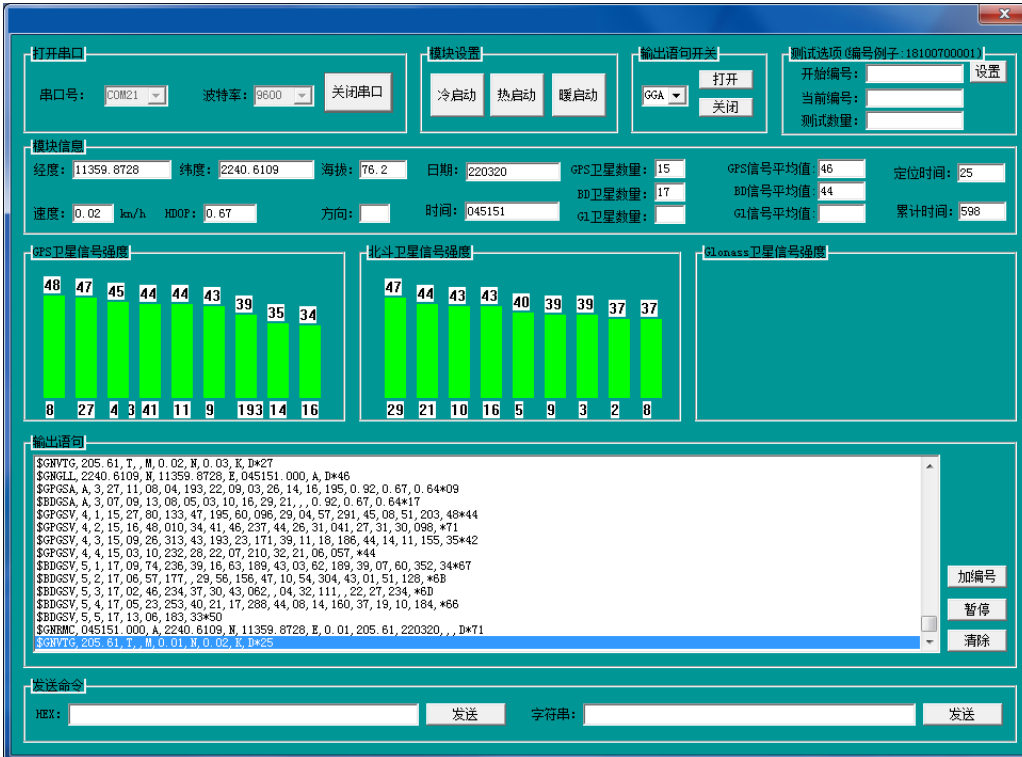 打开串口
串口号: COM21 波特率: 9600 关闭串口
模块设置
冷启动 热启动 暖启动
输出语句开关
GGA 打开
关闭
测试选项(编号例子:18100700001)
开始编号: 设置
当前编号:
测试数量:
模块信息
经度: 11359.8728 纬度: 2240.6109 海拔: 76.2 日期: 220320 GPS卫星数量: 15 GPS信号平均值: 46 定位时间: 25
BD卫星数量: 17 BD信号平均值: 44
速度: 0.02 km/h HDOP: 0.67 方向: 时间: 045151 Gl卫星数量: Gl信号平均值: 累计时间: 598
GPS卫星信号强度
48 47 45 44 44 43 39 35 34
8 27 4 3 41 11 9 193 14 16
北斗卫星信号强度
47 44 43 43 40 39 39 37 37
29 21 10 16 5 9 3 2 8
Glonass卫星信号强度
输出语句
$GNVTG,205.61,T,,M,0.02,N,0.03,K,D*27
$GNGLL,2240.6109,N,11359.8728,E,045151.000,A,D*46
$GPGSA,A,3,27,11,08,04,193,22,09,03,26,14,16,195,0.92,0.67,0.64*09
$BDGSA,A,3,07,09,13,08,05,03,10,16,29,21,,,0.92,0.67,0.64*17
$GPGSV,4,1,15,27,80,133,47,195,60,096,29,04,57,291,45,08,51,203,48*44
$GPGSV,4,2,15,16,48,010,34,41,46,237,44,26,31,041,27,31,30,098,*71
$GPGSV,4,3,15,09,26,313,43,193,23,171,39,11,18,186,44,14,11,155,35*42
$GPGSV,4,4,15,03,10,232,28,22,07,210,32,21,06,057,*44
$BDGSV,5,1,17,09,74,236,39,16,63,189,43,03,62,189,39,07,60,352,34*67
$BDGSV,5,2,17,06,57,177,,29,56,156,47,10,54,304,43,01,51,128,*6B
$BDGSV,5,3,17,02,46,234,37,30,43,062,,04,32,111,,22,27,234,*6D
$BDGSV,5,4,17,05,23,253,40,21,17,288,44,08,14,160,37,19,10,184,*66
$BDGSV,5,5,17,13,06,183,33*50
$GNRMC,045151.000,A,2240.6109,N,11359.8728,E,0.01,205.61,220320,,,D*71
$GNVTG,205.61,T,,M,0.01,N,0.02,K,D*25
加编号
暂停
清除
发送命令
HEX: 发送 字符串: 发送